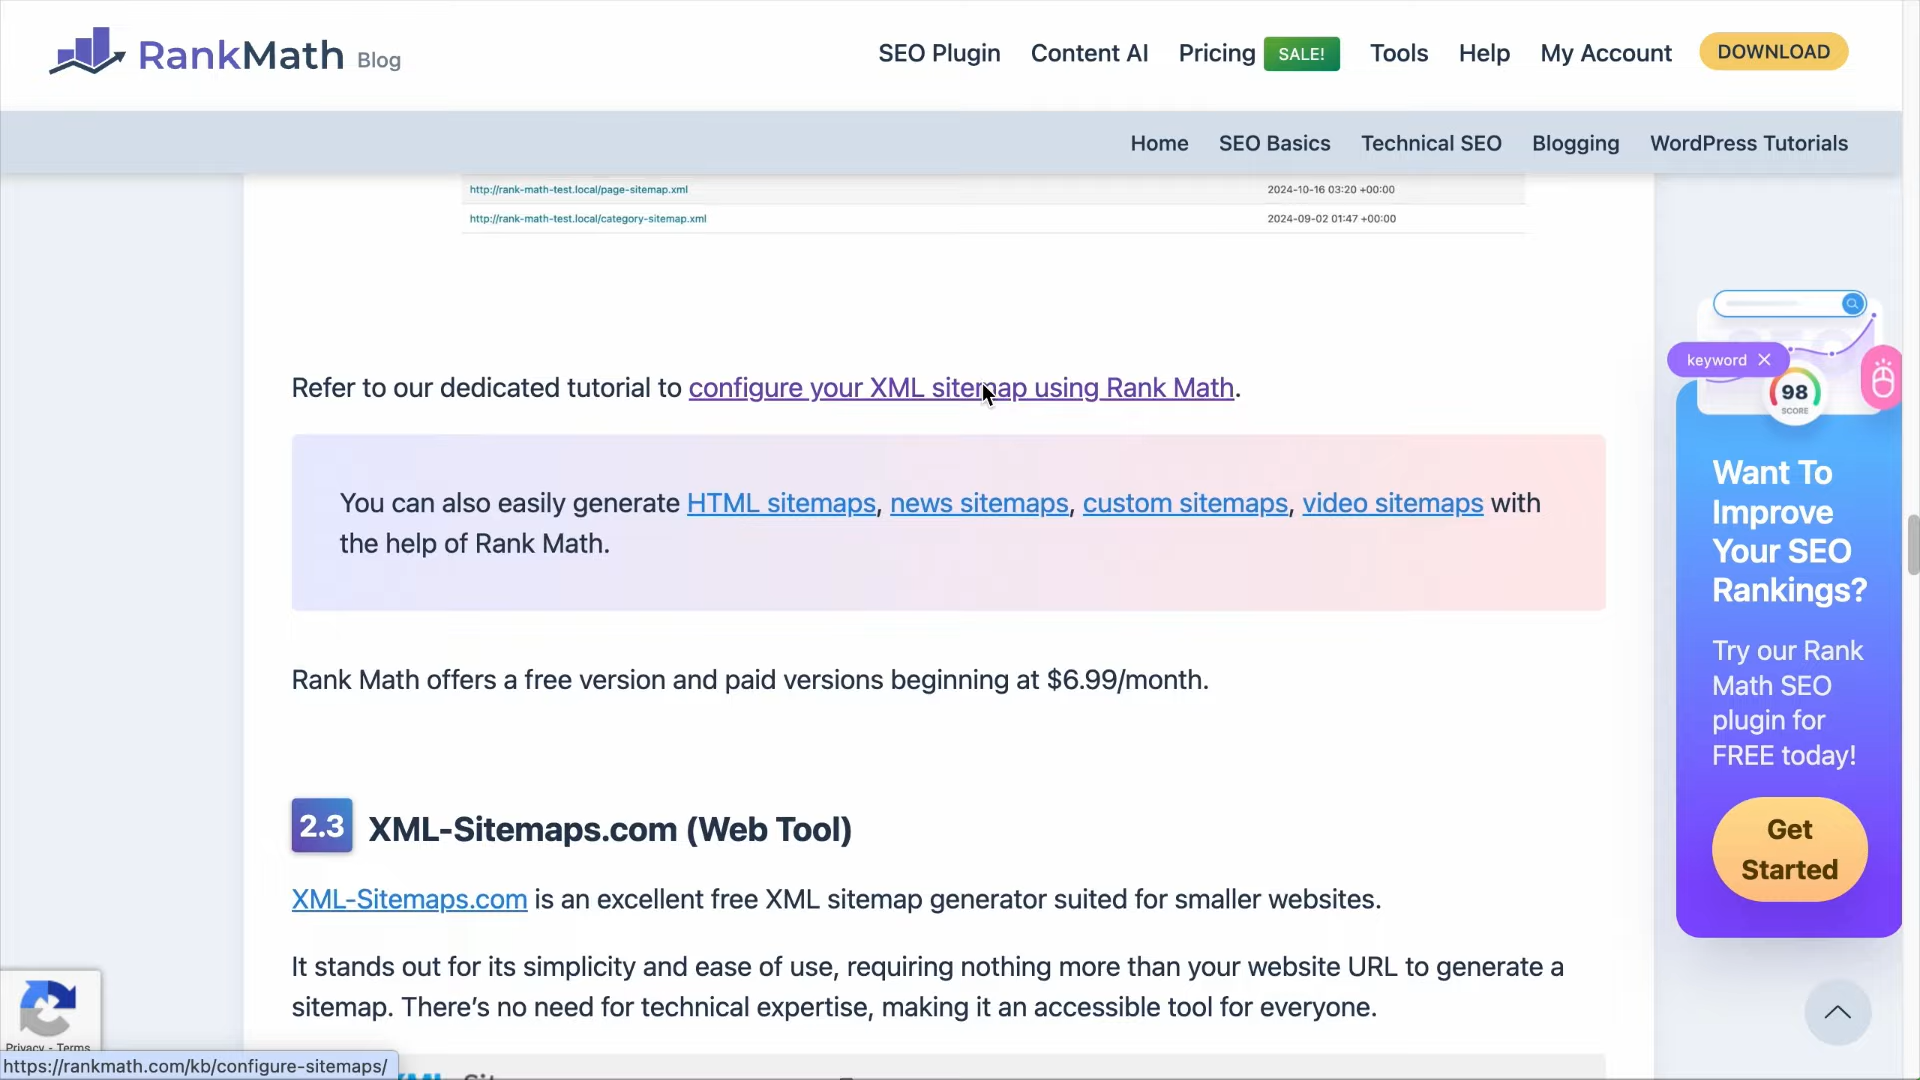 RankMath Blog
SEO Plugin Content AI Pricing SALE! Tools Help My Account DOWNLOAD
Home SEO Basics Technical SEO Blogging WordPress Tutorials
http://rank-math-test.local/page-sitemap.xml 2024-10-16 03:20 +00:00
http://rank-math-test.local/category-sitemap.xml 2024-09-02 01:47 +00:00
Refer to our dedicated tutorial to configure your XML sitemap using Rank Math.
You can also easily generate HTML sitemaps, news sitemaps, custom sitemaps, video sitemaps with
the help of Rank Math.
Rank Math offers a free version and paid versions beginning at $6.99/month.
2.3 XML-Sitemaps.com (Web Tool)
XML-Sitemaps.com is an excellent free XML sitemap generator suited for smaller websites.
It stands out for its simplicity and ease of use, requiring nothing more than your website URL to generate a
sitemap. There's no need for technical expertise, making it an accessible tool for everyone.
keyword
98
SCORE
Want To
Improve
Your SEO
Rankings?
Try our Rank
Math SEO
plugin for
FREE today!
Get
Started
Privacy - Terms
https://rankmath.com/kb/configure-sitemaps/